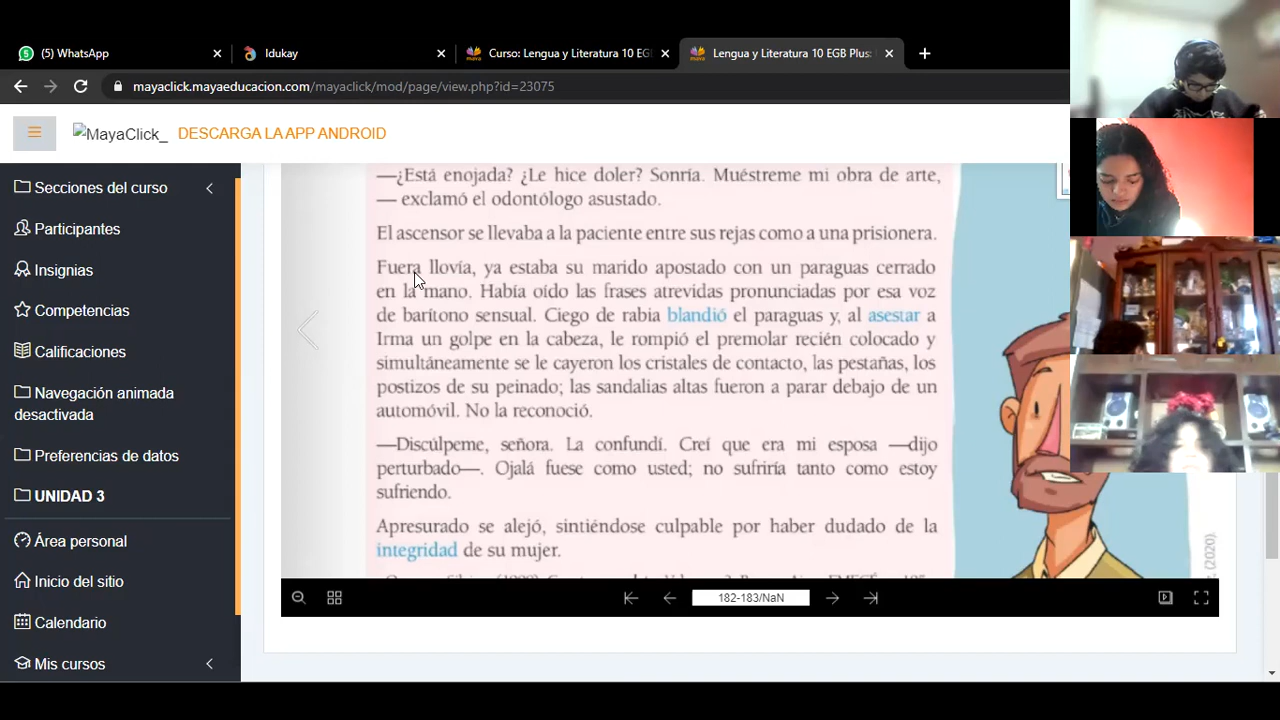 (5) WhatsApp
Idukay
Curso: Lengua y Literatura 10 EGB
Lengua y Literatura 10 EGB Plus:
mayaclick.mayaeducacion.com/mayaclick/mod/page/view.php?id=23075
MayaClick_
DESCARGA LA APP ANDROID
Secciones del curso
Participantes
Insignias
Competencias
Calificaciones
Navegación animada
desactivada
Preferencias de datos
UNIDAD 3
Área personal
Inicio del sitio
Calendario
Mis cursos
—¿Está enojada? ¿Le hice doler? Sonría. Muéstreme mi obra de arte,
— exclamó el odontólogo asustado.
El ascensor se llevaba a la paciente entre sus rejas como a una prisionera.
Fuera llovía, ya estaba su marido apostado con un paraguas cerrado
en la mano. Había oído las frases atrevidas pronunciadas por esa voz
de barítono sensual. Ciego de rabia blandió el paraguas y, al asestar a
Irma un golpe en la cabeza, le rompió el premolar recién colocado y
simultáneamente se le cayeron los cristales de contacto, las pestañas, los
postizos de su peinado; las sandalias altas fueron a parar debajo de un
automóvil. No la reconoció.
—Discúlpeme, señora. La confundí. Creí que era mi esposa —dijo
perturbado—. Ojalá fuese como usted; no sufriría tanto como estoy
sufriendo.
Apresurado se alejó, sintiéndose culpable por haber dudado de la
integridad de su mujer.
(2020).
182-183/NaN